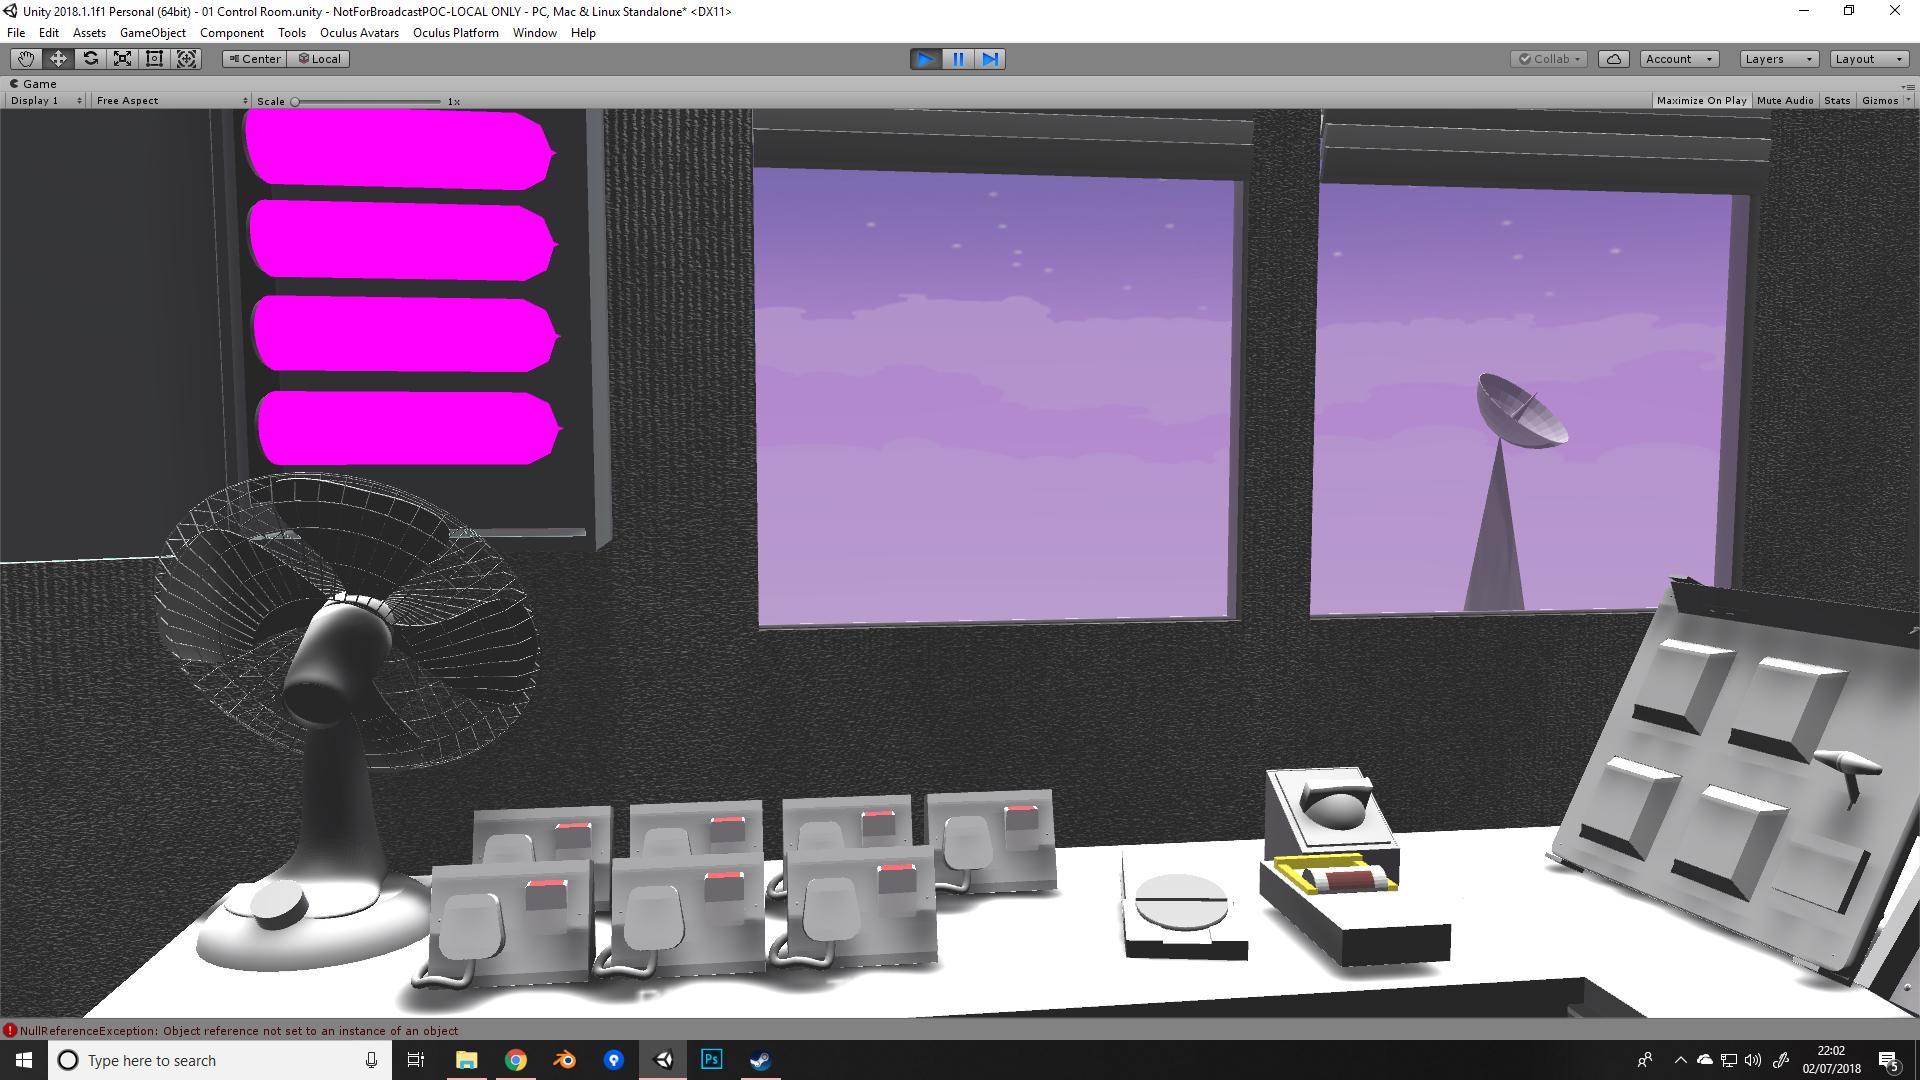 Unity 2018.1.1f1 Personal (64bit) - 01 Control Room.unity - NotForBroadcastPOC-LOCAL ONLY - PC, Mac & Linux Standalone* <DX11>
File Edit Assets GameObject Component Tools Oculus Avatars Oculus Platform Window Help
Center Local Collab Account Layers Layout
Game
Display 1 Free Aspect Scale 1x Maximize On Play Mute Audio Stats Gizmos
NullReferenceException: Object reference not set to an instance of an object
Type here to search
Ps
22:02
02/07/2018
5